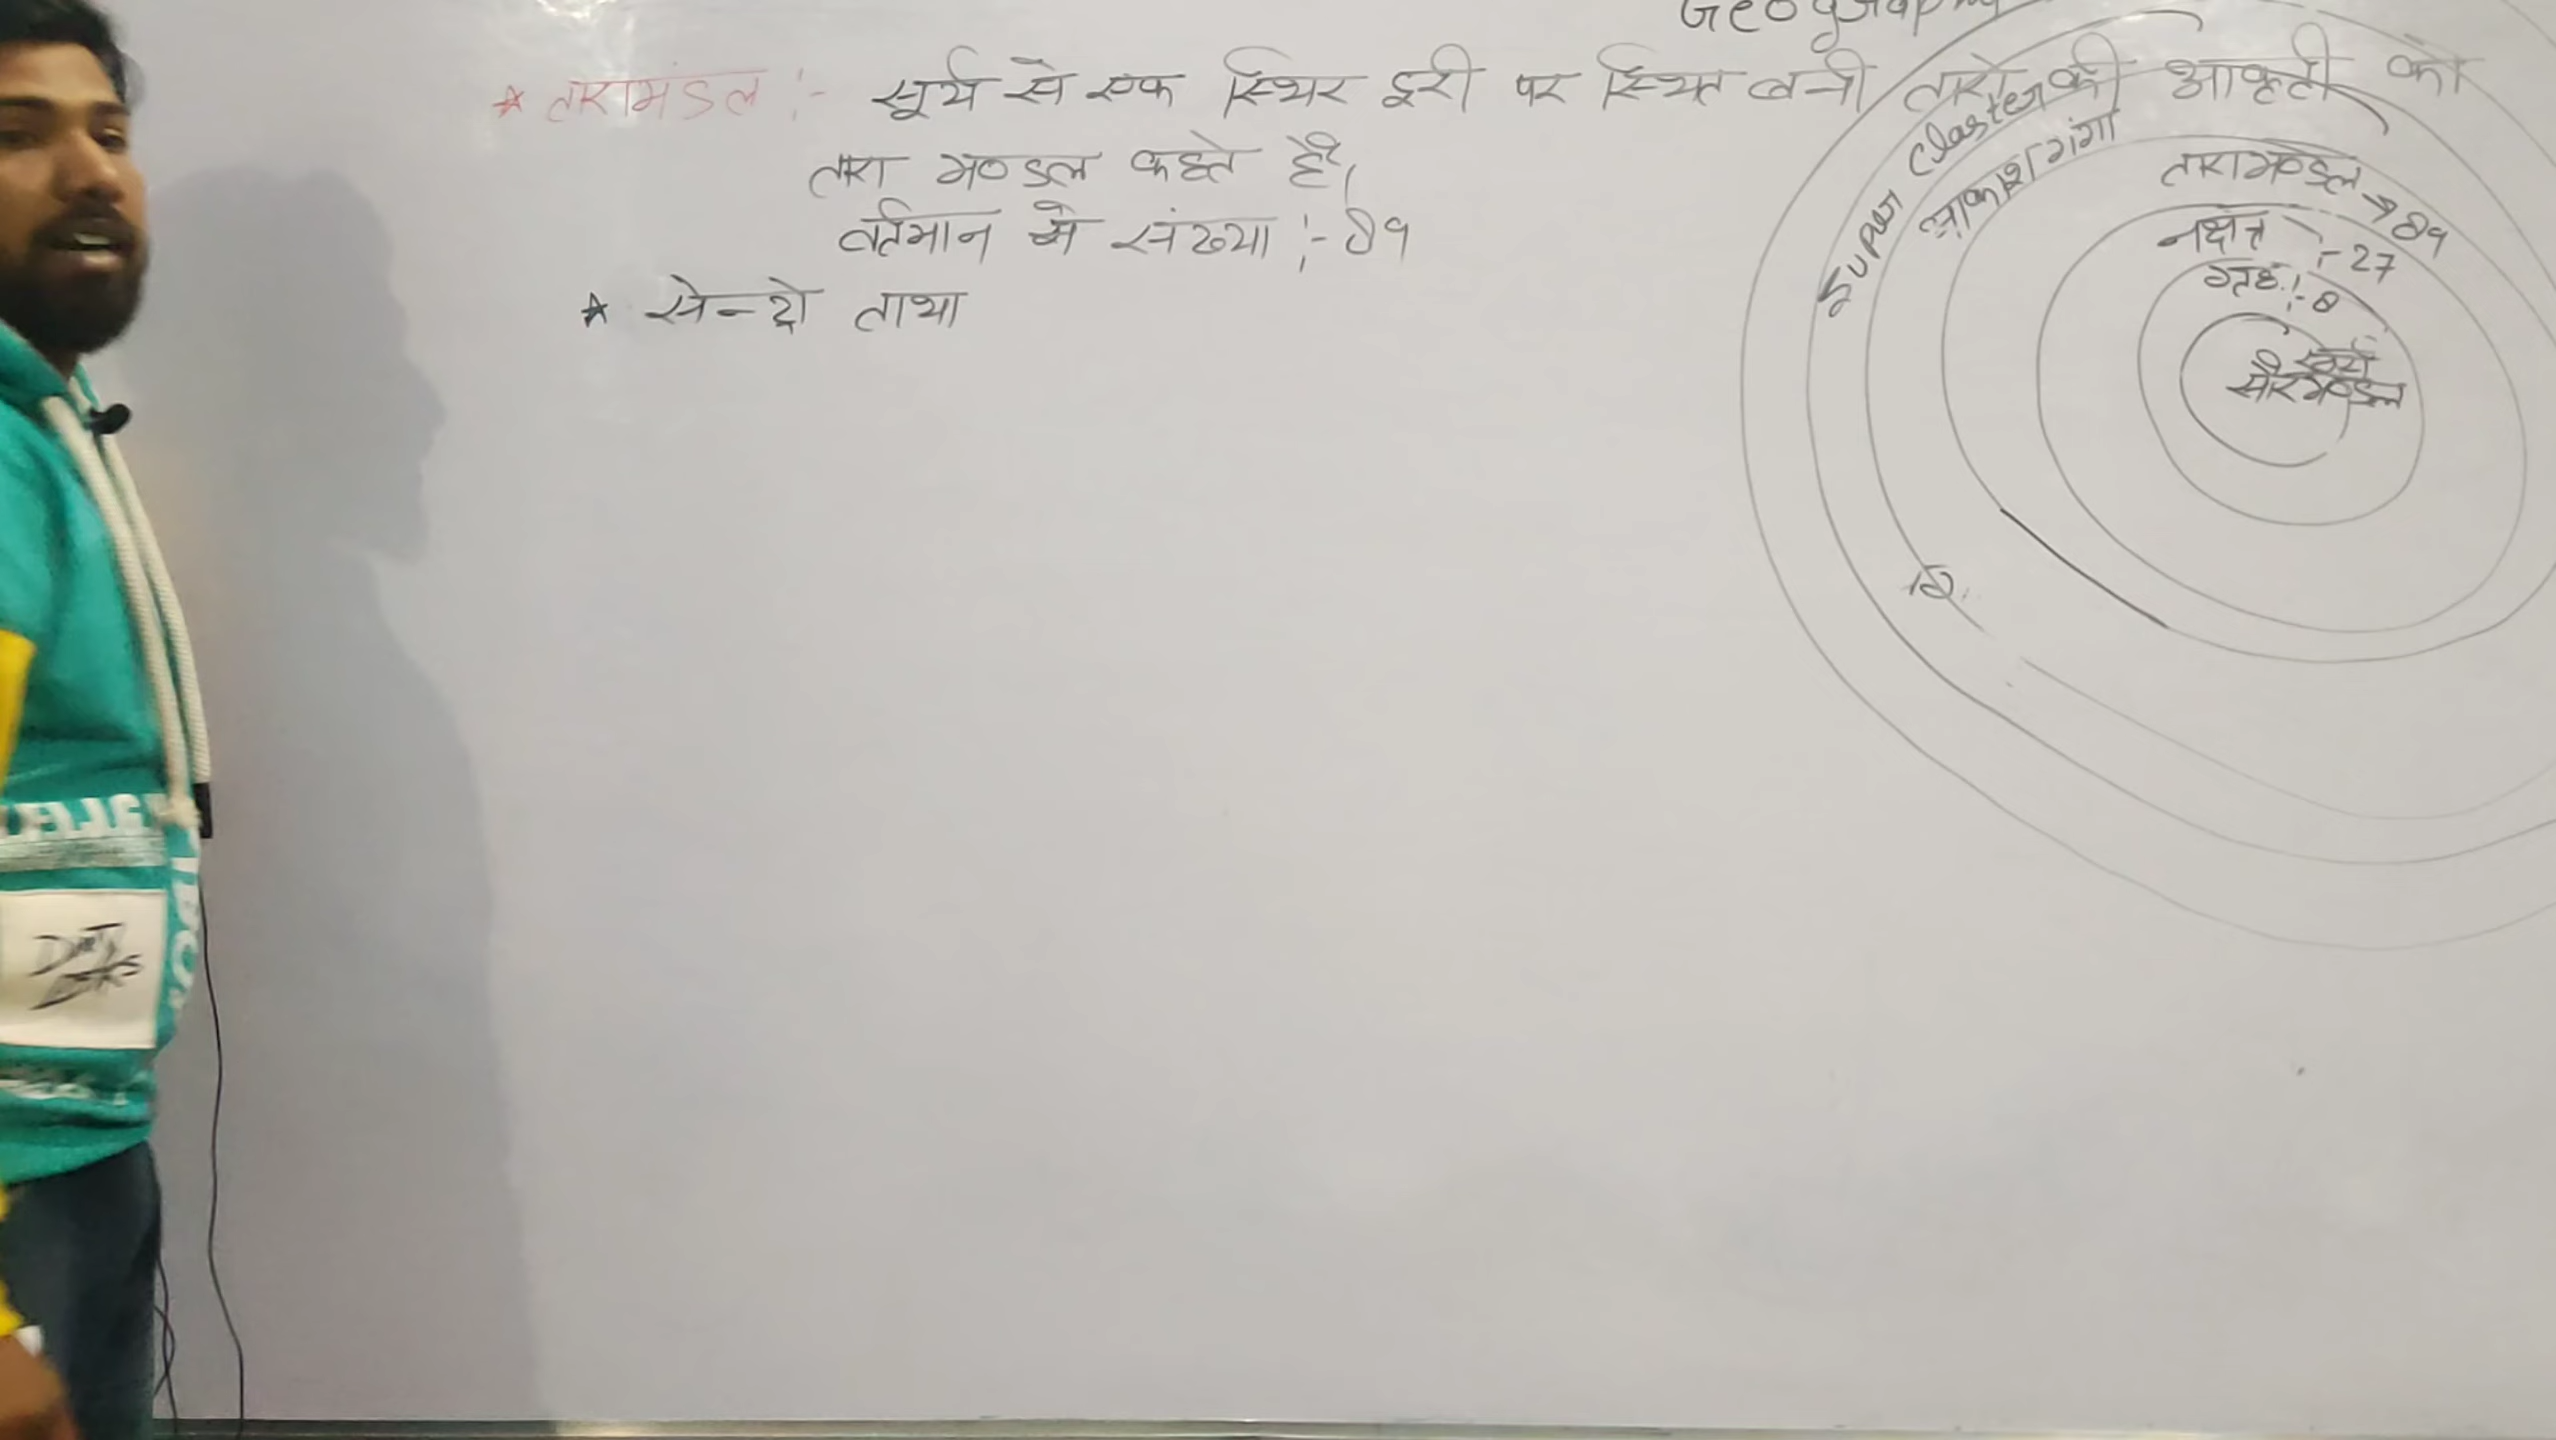 Geography
★ तारामंडल :- सूर्य से एक स्थिर दुरी पर स्थित बनी तारो की आकृती को
तारा मण्डल कहते है।
वर्तमान मे संख्या :- 89
★ सेन्टो ताथा
Super Claster
आकाश गंगा
तारामण्डल → 89
नक्षत्र :- 27
ग्रह :- 8
सूर्य
सौरमण्डल